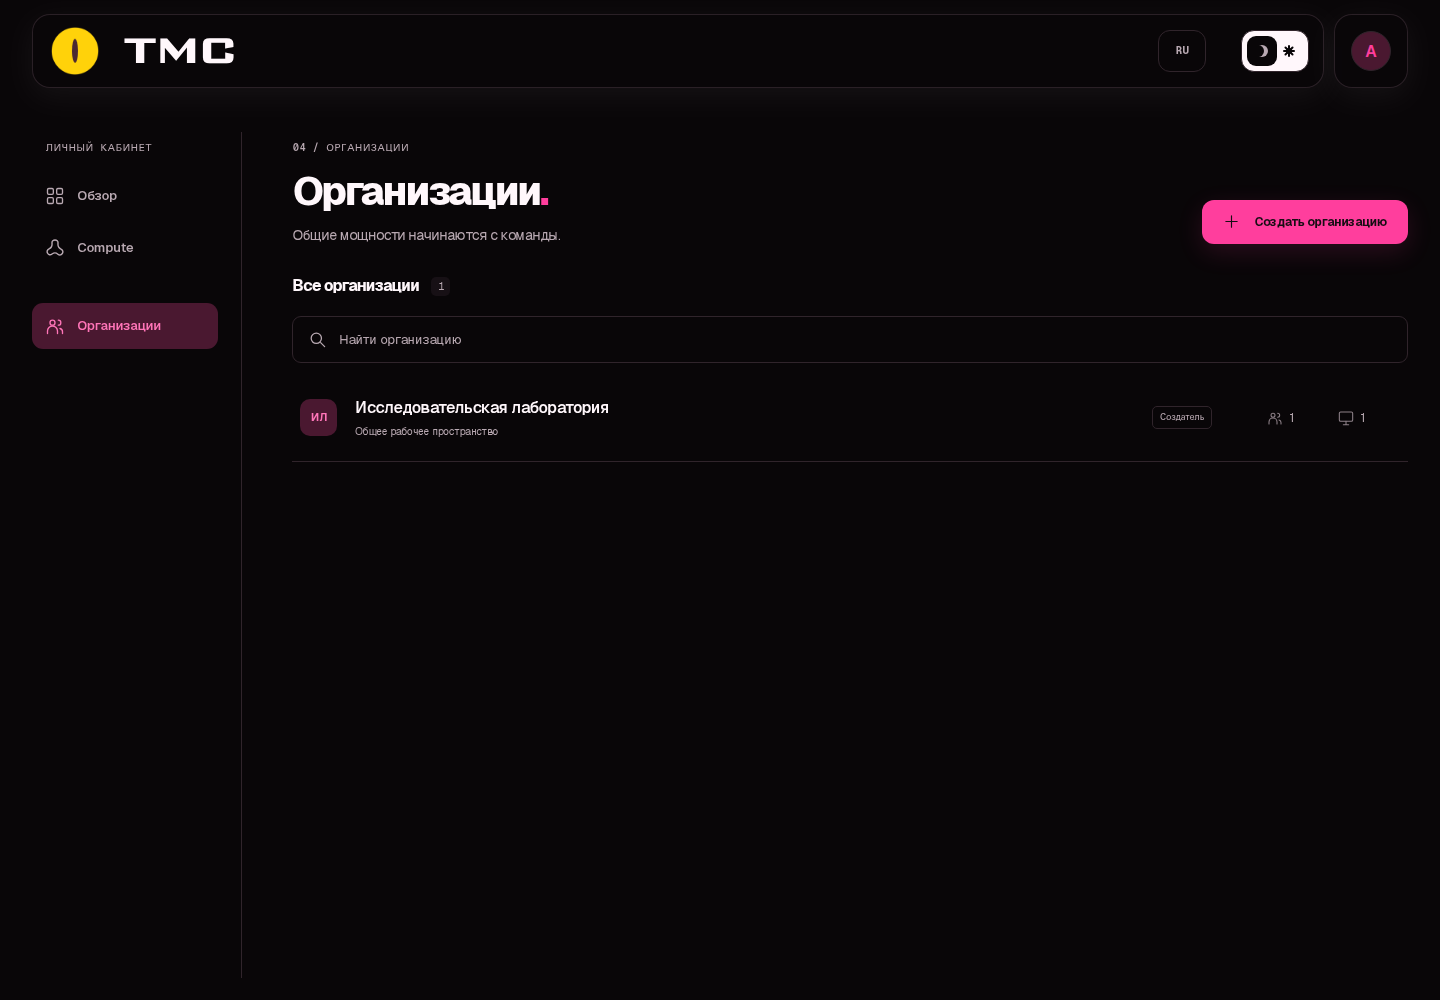 TMC
RU
A
ЛИЧНЫЙ КАБИНЕТ
Обзор
Compute
Организации
04 / ОРГАНИЗАЦИИ
Организации.
Общие мощности начинаются с команды.
Создать организацию
Все организации 1
Найти организацию
ИЛ
Исследовательская лаборатория
Общее рабочее пространство
Создатель
1
1